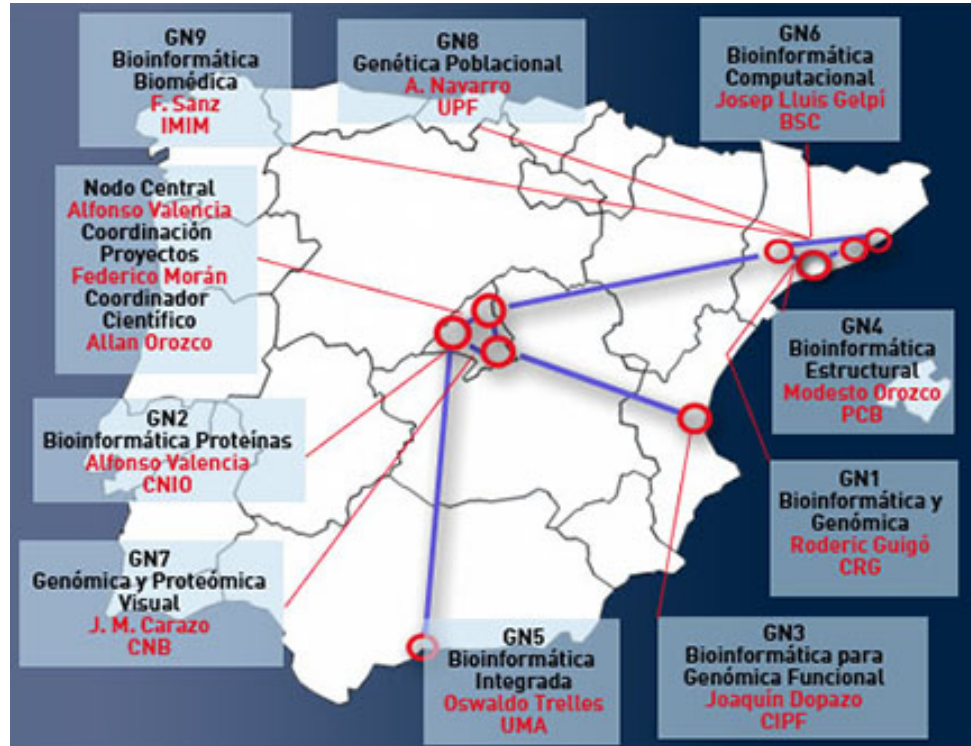 GN9
Bioinformática
Biomédica
F. Sanz
IMIM
GN8
Genética Poblacional
A. Navarro
UPF
GN6
Bioinformática
Computacional
Josep Lluis Gelpí
BSC
Nodo Central
Alfonso Valencia
Coordinación
Proyectos
Federico Morán
Coordinador
Científico
Allan Orozco
GN4
Bioinformática
Estructural
Modesto Orozco
PCB
GN2
Bioinformática Proteínas
Alfonso Valencia
CNIO
GN1
Bioinformática y
Genómica
Roderic Guigó
CRG
GN7
Genómica y Proteómica
Visual
J. M. Carazo
CNB
GN5
Bioinformática
Integrada
Oswaldo Trelles
UMA
GN3
Bioinformática para
Genómica Funcional
Joaquín Dopazo
CIPF